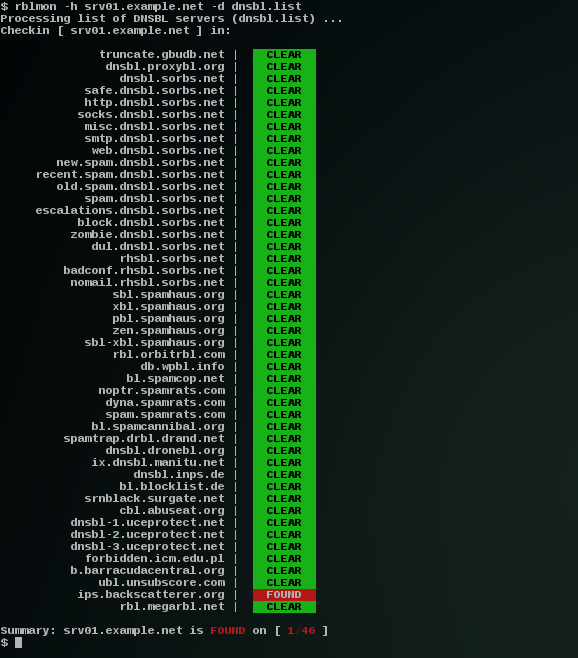 $ rblmon -h srv01.example.net -d dnsbl.list
Processing list of DNSBL servers (dnsbl.list) ...
Checkin [ srv01.example.net ] in:
truncate.gbudb.net | CLEAR
dnsbl.proxybl.org | CLEAR
dnsbl.sorbs.net | CLEAR
safe.dnsbl.sorbs.net | CLEAR
http.dnsbl.sorbs.net | CLEAR
socks.dnsbl.sorbs.net | CLEAR
misc.dnsbl.sorbs.net | CLEAR
smtp.dnsbl.sorbs.net | CLEAR
web.dnsbl.sorbs.net | CLEAR
new.spam.dnsbl.sorbs.net | CLEAR
recent.spam.dnsbl.sorbs.net | CLEAR
old.spam.dnsbl.sorbs.net | CLEAR
spam.dnsbl.sorbs.net | CLEAR
escalations.dnsbl.sorbs.net | CLEAR
block.dnsbl.sorbs.net | CLEAR
zombie.dnsbl.sorbs.net | CLEAR
dul.dnsbl.sorbs.net | CLEAR
rhsbl.sorbs.net | CLEAR
badconf.rhsbl.sorbs.net | CLEAR
nomail.rhsbl.sorbs.net | CLEAR
sbl.spamhaus.org | CLEAR
xbl.spamhaus.org | CLEAR
pbl.spamhaus.org | CLEAR
zen.spamhaus.org | CLEAR
sbl-xbl.spamhaus.org | CLEAR
rbl.orbitrbl.com | CLEAR
db.wpbl.info | CLEAR
bl.spamcop.net | CLEAR
noptr.spamrats.com | CLEAR
dyna.spamrats.com | CLEAR
spam.spamrats.com | CLEAR
bl.spamcannibal.org | CLEAR
spamtrap.drbl.drand.net | CLEAR
dnsbl.dronebl.org | CLEAR
ix.dnsbl.manitu.net | CLEAR
dnsbl.inps.de | CLEAR
bl.blocklist.de | CLEAR
srnblack.surgate.net | CLEAR
cbl.abuseat.org | CLEAR
dnsbl-1.uceprotect.net | CLEAR
dnsbl-2.uceprotect.net | CLEAR
dnsbl-3.uceprotect.net | CLEAR
forbidden.icm.edu.pl | CLEAR
b.barracudacentral.org | CLEAR
ubl.unsubscore.com | CLEAR
ips.backscatterer.org | FOUND
rbl.megarbl.net | CLEAR
Summary: srv01.example.net is FOUND on [ 1/46 ]
$